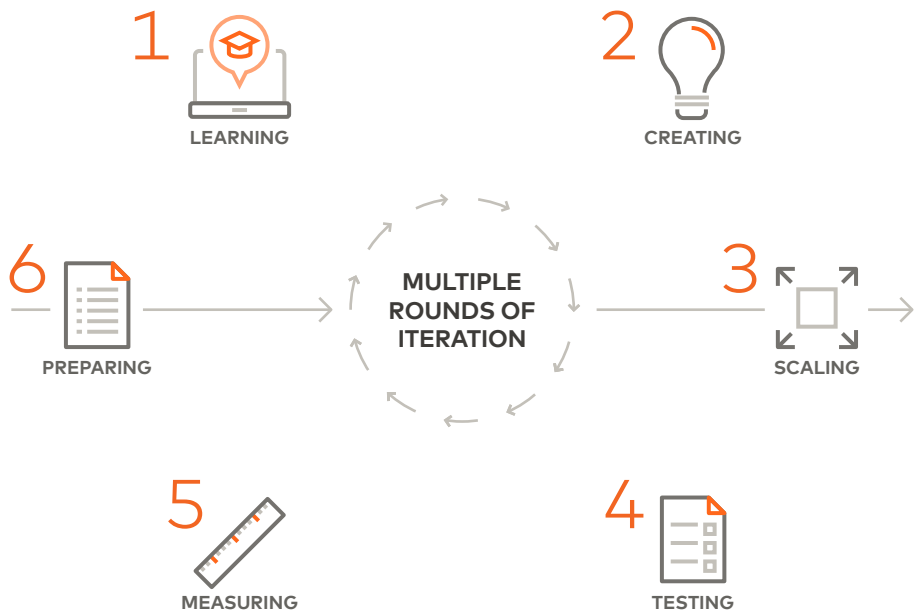 1
LEARNING
2
CREATING
6
PREPARING
MULTIPLE
ROUNDS OF
ITERATION
3
SCALING
5
MEASURING
4
TESTING